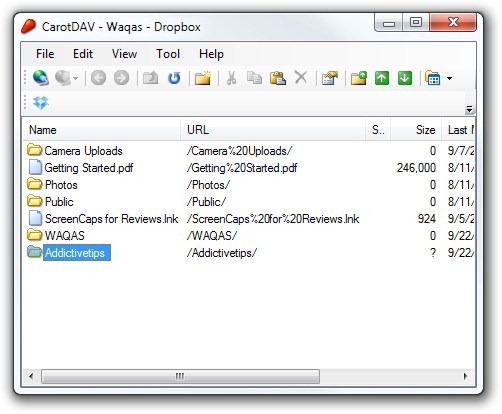 CarotDAV - Waqas - Dropbox
File Edit View Tool Help
Name URL S.. Size Last M
Camera Uploads /Camera%20Uploads/ 0 9/7/2
Getting Started.pdf /Getting%20Started.pdf 246,000 8/11/
Photos /Photos/ 0 8/11/
Public /Public/ 0 8/11/
ScreenCaps for Reviews.lnk /ScreenCaps%20for%20Reviews.lnk 924 9/5/2
WAQAS /WAQAS/ 0 9/22/
Addictivetips /Addictivetips/ ? 9/22/